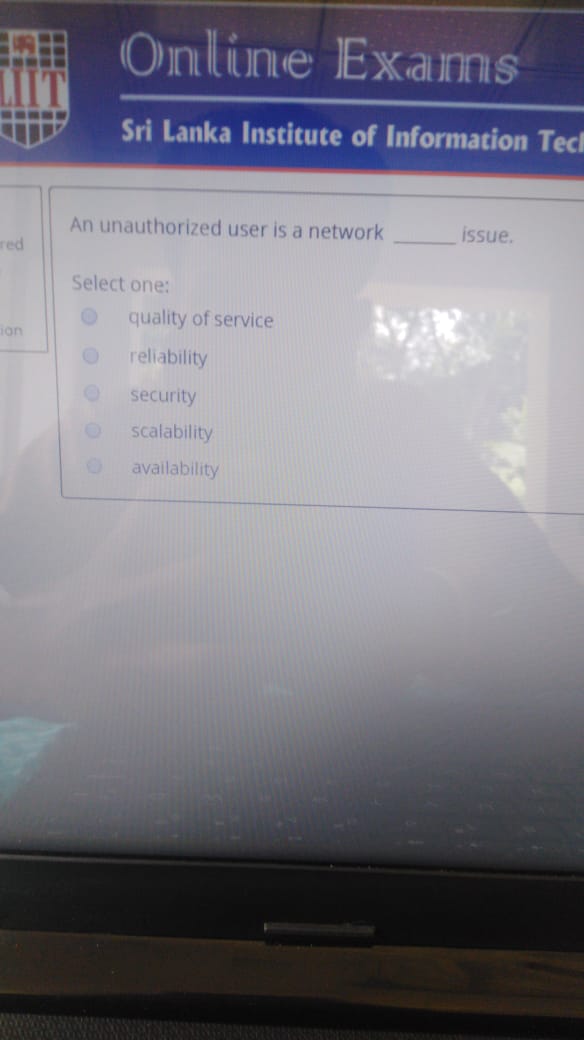 LIIT
Online Exams
Sri Lanka Institute of Information Tech
red
ion
An unauthorized user is a network ______ issue.
Select one:
quality of service
reliability
security
scalability
availability